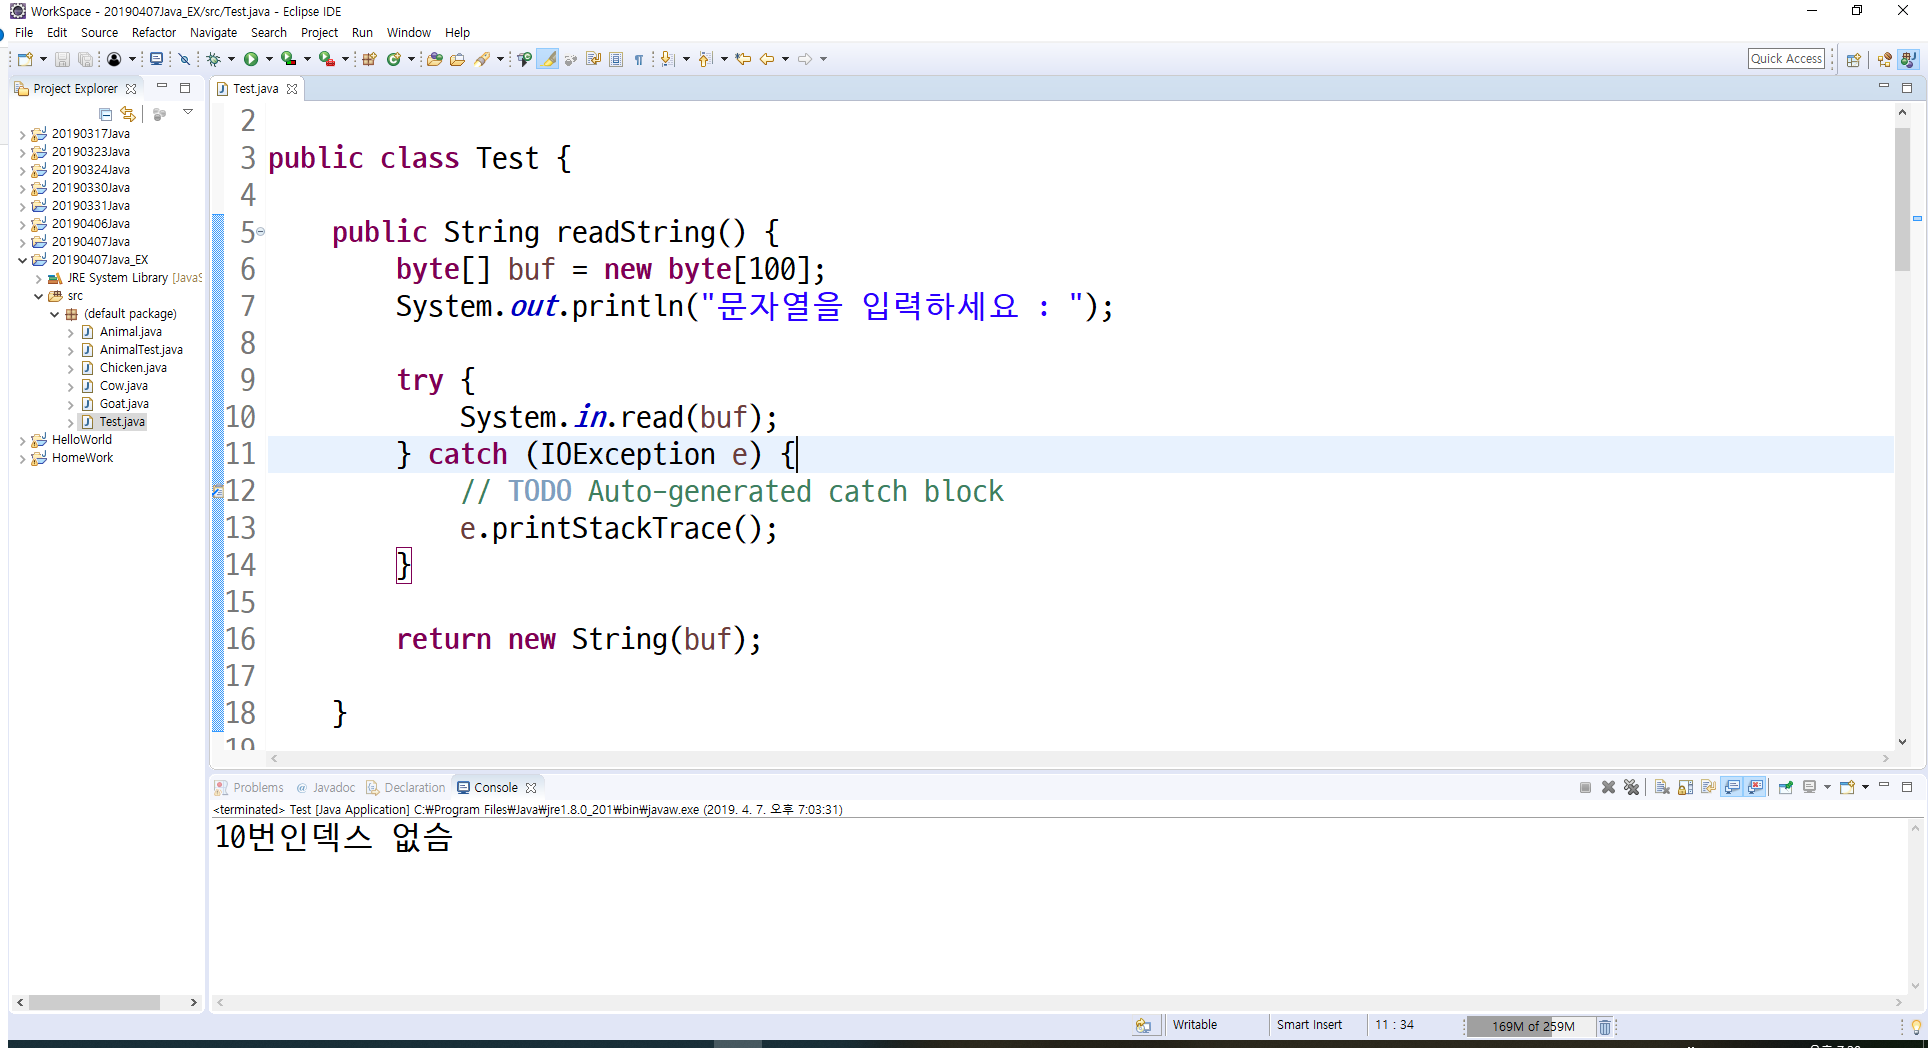 WorkSpace - 20190407Java_EX/src/Test.java - Eclipse IDE
File Edit Source Refactor Navigate Search Project Run Window Help
Quick Access
Project Explorer
Test.java
20190317Java
20190323Java
20190324Java
20190330Java
20190331Java
20190406Java
20190407Java
20190407Java_EX
JRE System Library [JavaS
src
(default package)
Animal.java
AnimalTest.java
Chicken.java
Cow.java
Goat.java
Test.java
HelloWorld
HomeWork
2
3 public class Test {
4
5 public String readString() {
6 byte[] buf = new byte[100];
7 System.out.println("문자열을 입력하세요 : ");
8
9 try {
10 System.in.read(buf);
11 } catch (IOException e) {
12 // TODO Auto-generated catch block
13 e.printStackTrace();
14 }
15
16 return new String(buf);
17
18 }
19
Problems @ Javadoc Declaration Console
<terminated> Test [Java Application] C:₩Program Files₩Java₩jre1.8.0_201₩bin₩javaw.exe (2019. 4. 7. 오후 7:03:31)
10번인덱스 없슴
Writable Smart Insert 11 : 34 169M of 259M